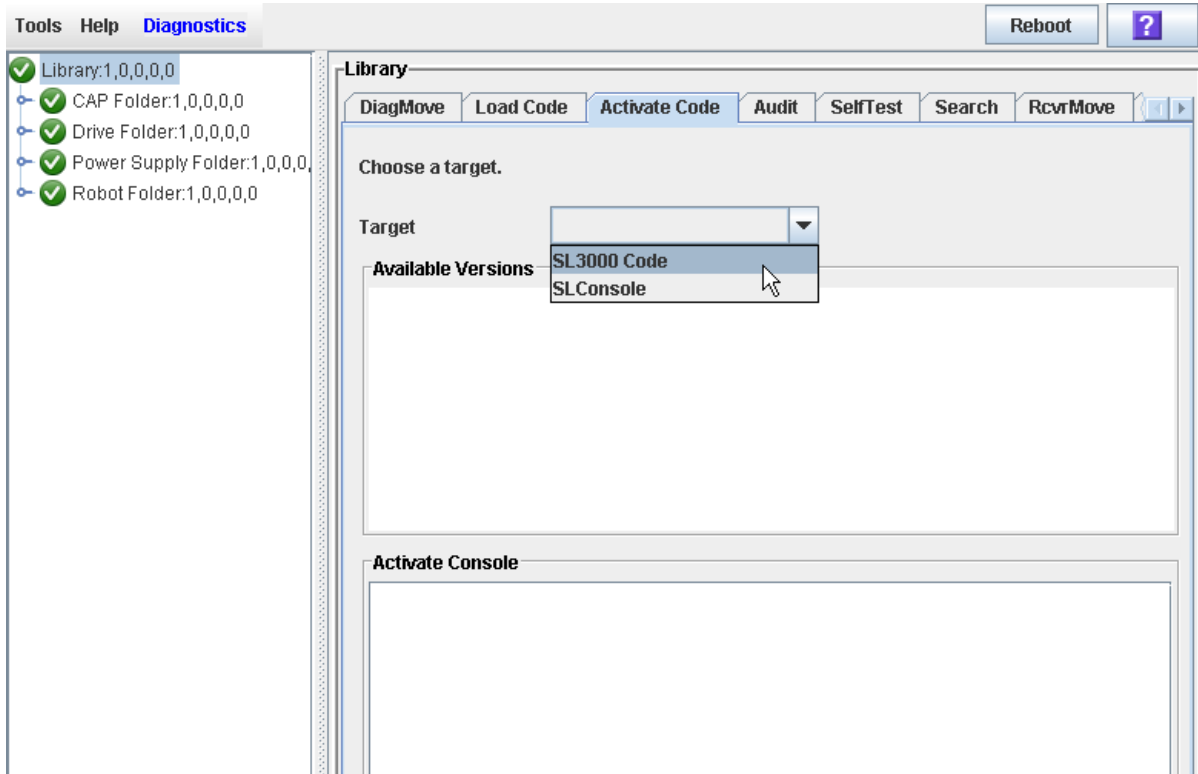 Tools Help Diagnostics Reboot ?
Library:1,0,0,0,0
CAP Folder:1,0,0,0,0
Drive Folder:1,0,0,0,0
Power Supply Folder:1,0,0,0,
Robot Folder:1,0,0,0,0
Library
DiagMove Load Code Activate Code Audit SelfTest Search RcvrMove
Choose a target.
Target
SL3000 Code
SLConsole
Available Versions
Activate Console